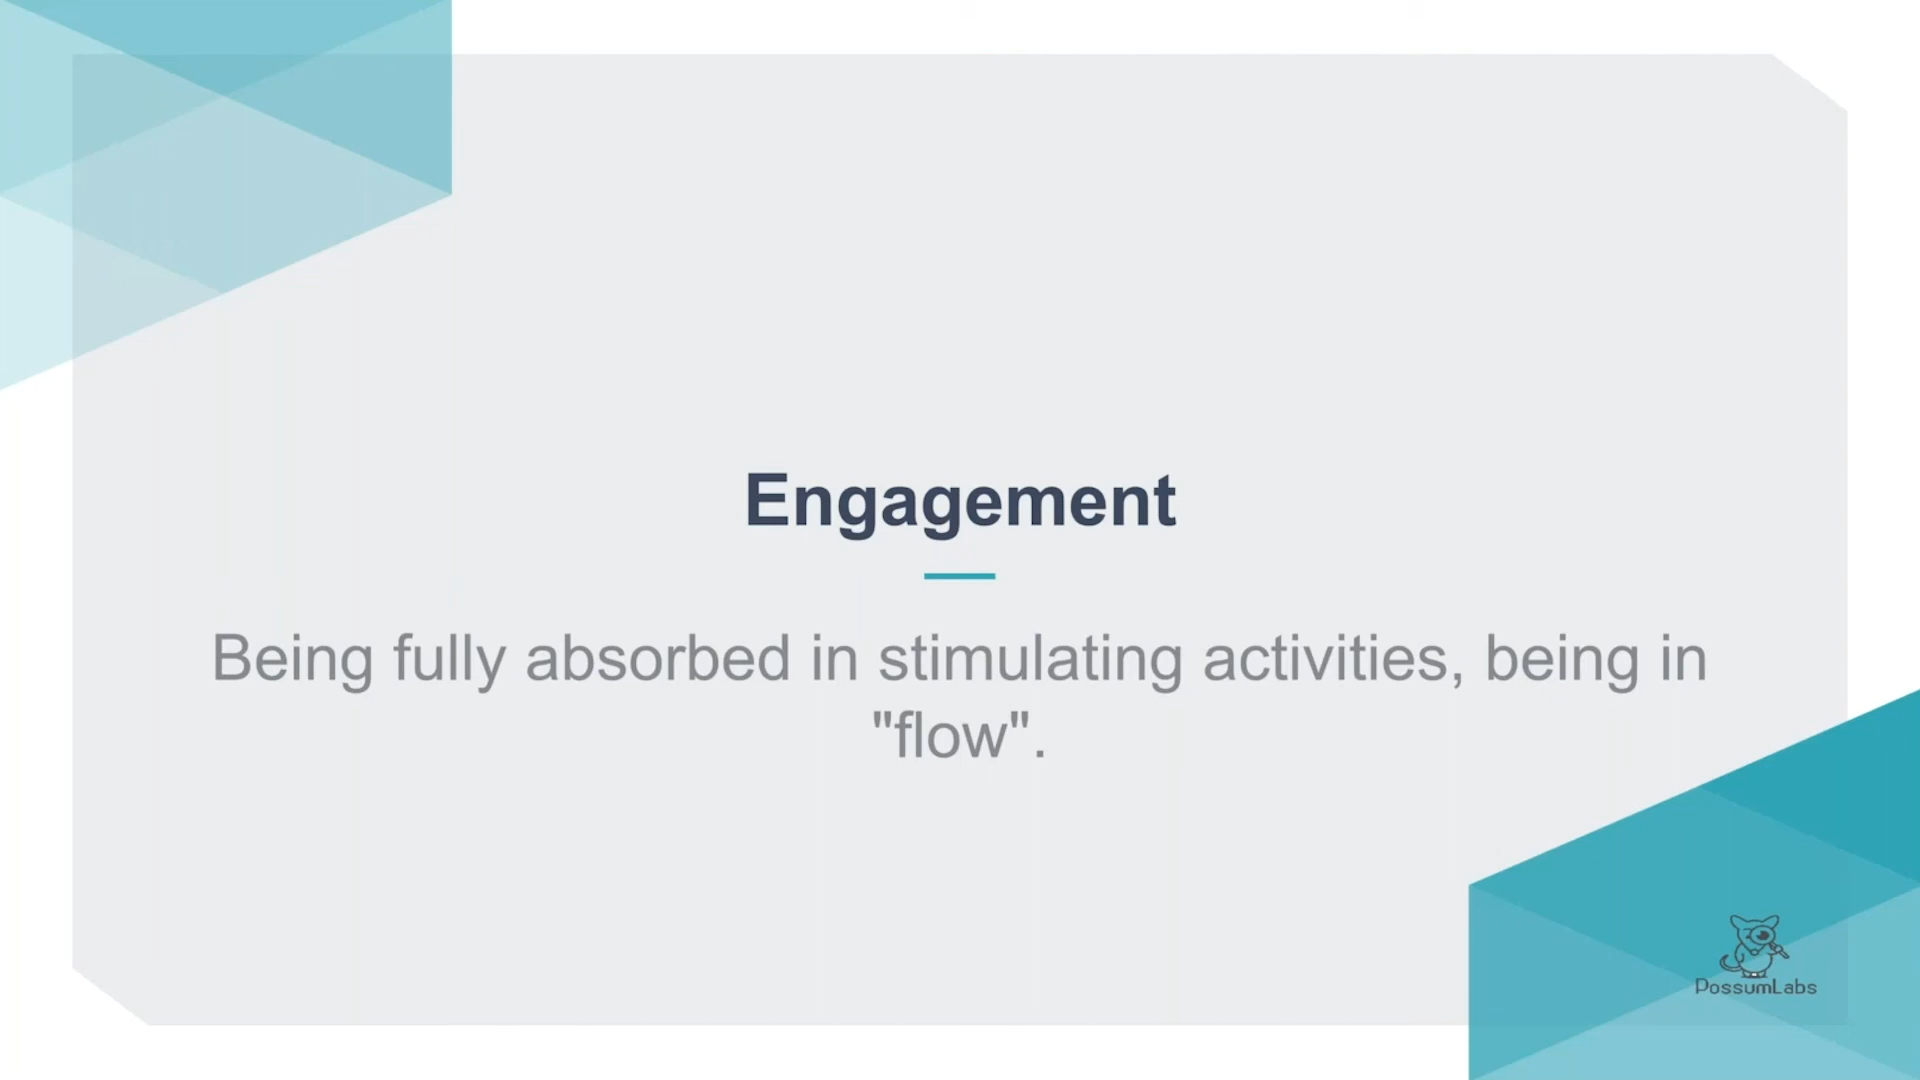 Engagement
Being fully absorbed in stimulating activities, being in
"flow".
PossumLabs